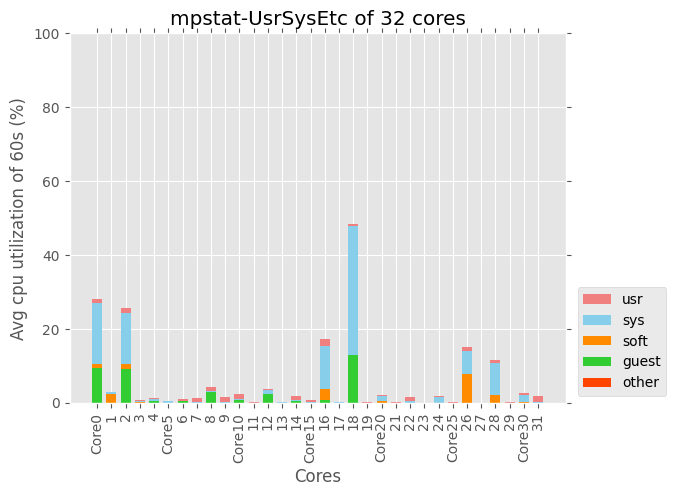 mpstat-UsrSysEtc of 32 cores
100
80
60
40
20
0
Avg cpu utilization of 60s (%)
Core0
1
2
3
4
Core5
6
7
8
9
Core10
11
12
13
14
Core15
16
17
18
19
Core20
21
22
23
24
Core25
26
27
28
29
Core30
31
Cores
usr
sys
soft
guest
other